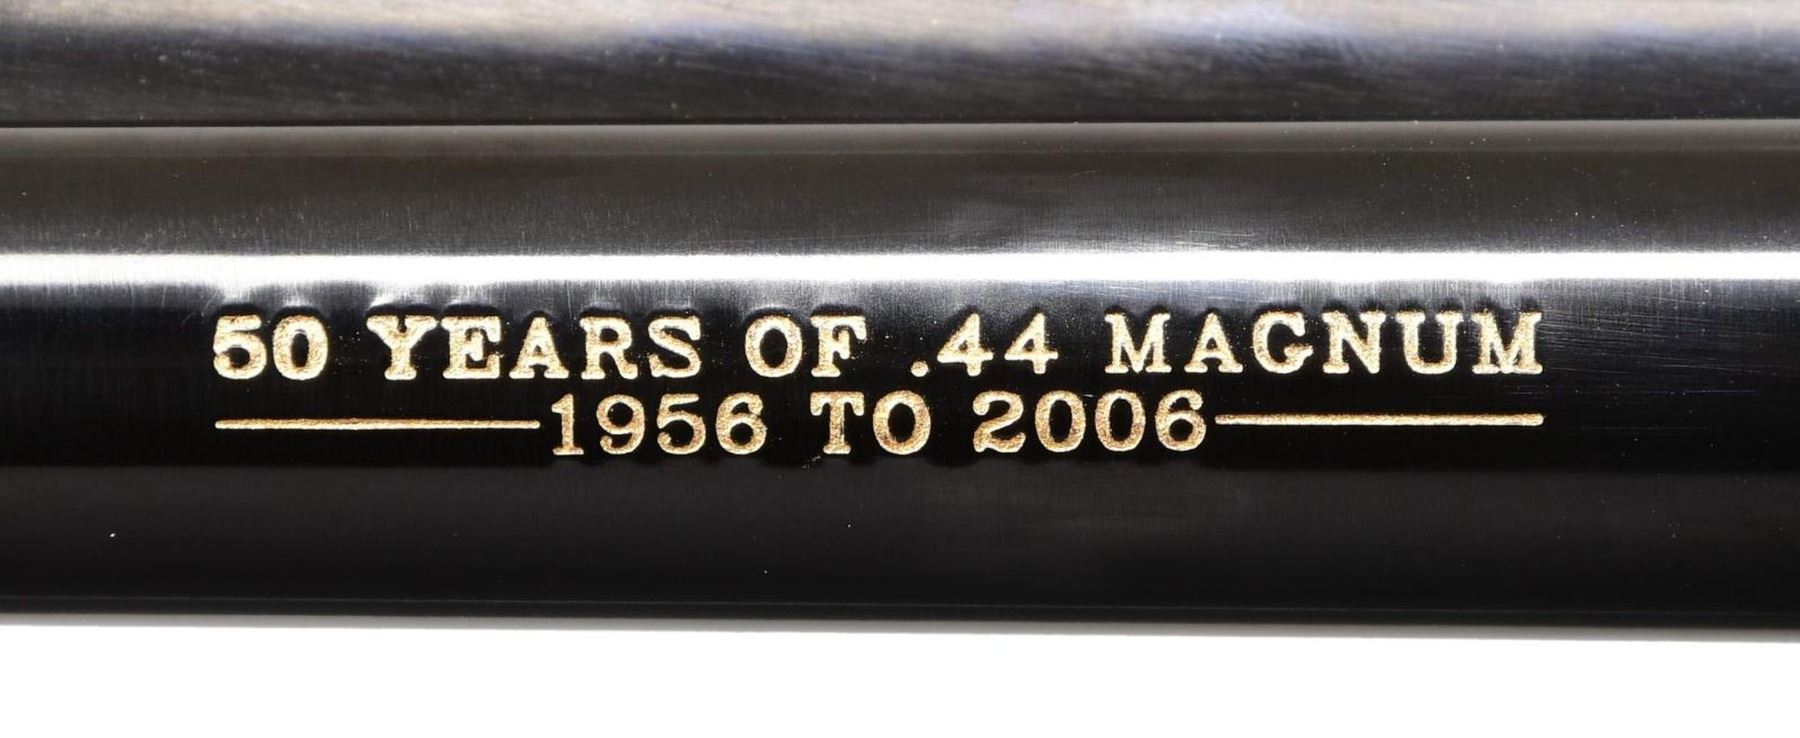 50 YEARS OF .44 MAGNUM
1956 TO 2006